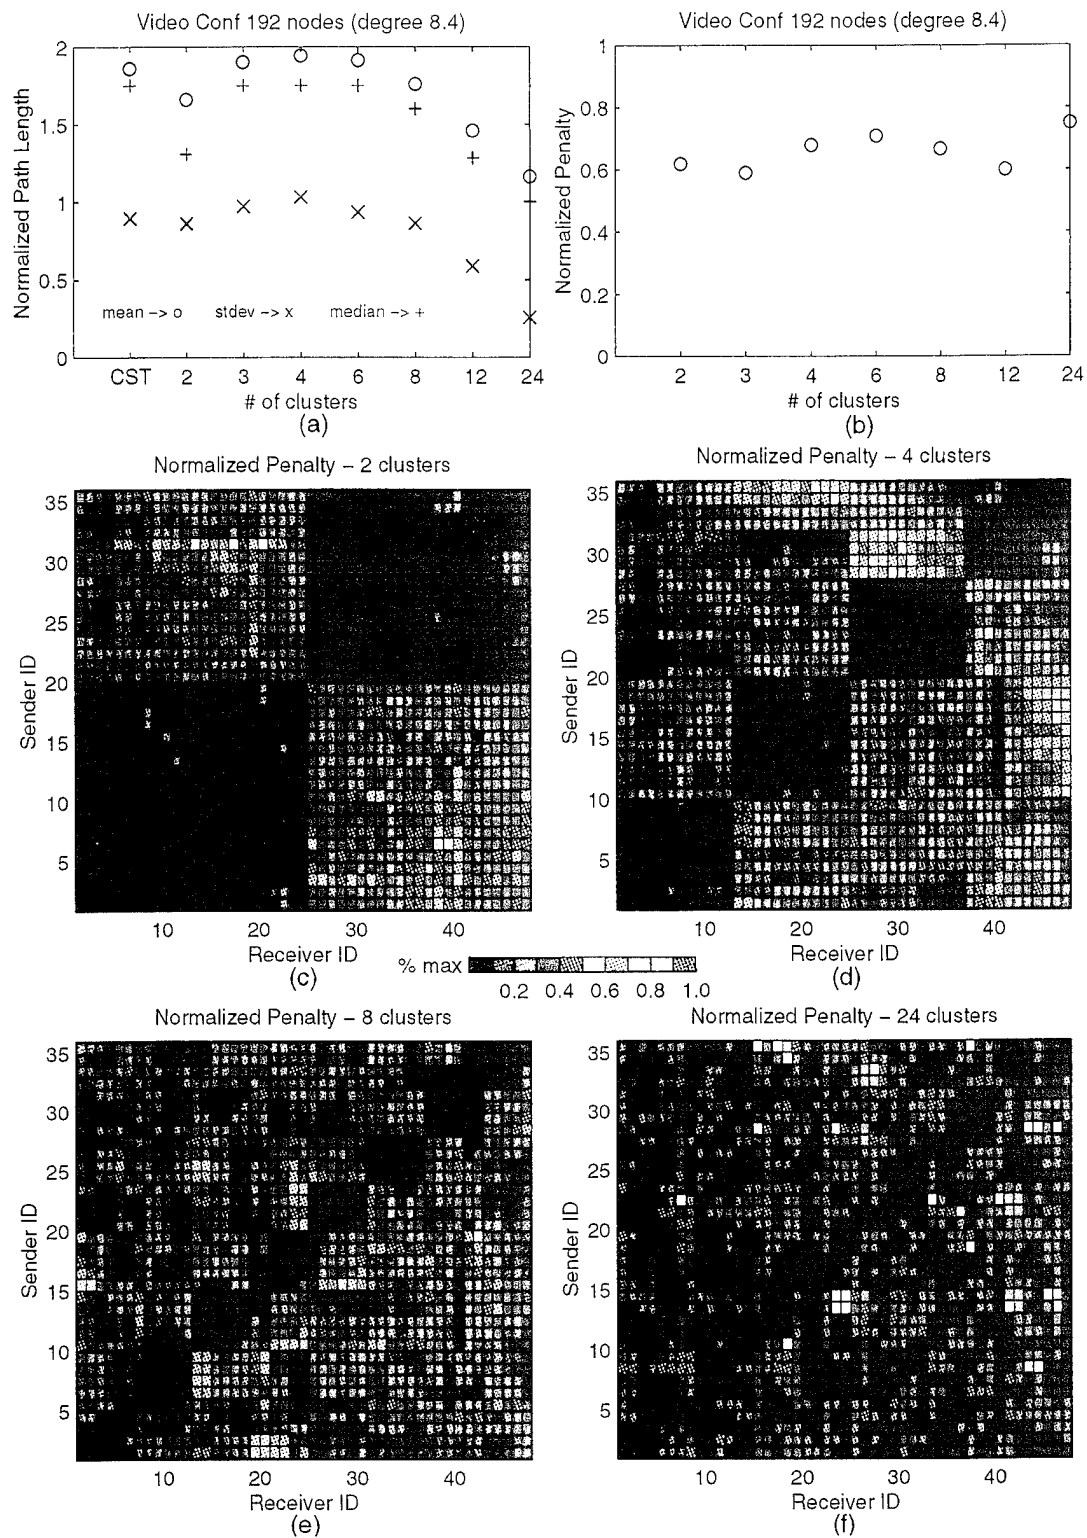 Video Conf 192 nodes (degree 8.4)
Normalized Path Length
2
1.5
1
0.5
0
mean -> o
stdev -> x
median -> +
CST 2 3 4 6 8 12 24
# of clusters
(a)
Video Conf 192 nodes (degree 8.4)
Normalized Penalty
1
0.8
0.6
0.4
0.2
0
2 3 4 6 8 12 24
# of clusters
(b)
Normalized Penalty – 2 clusters
Sender ID
35
30
25
20
15
10
5
10 20 30 40
Receiver ID
(c)
Normalized Penalty – 4 clusters
Sender ID
35
30
25
20
15
10
5
10 20 30 40
Receiver ID
(d)
% max
0.2 0.4 0.6 0.8 1.0
Normalized Penalty – 8 clusters
Sender ID
35
30
25
20
15
10
5
10 20 30 40
Receiver ID
(e)
Normalized Penalty – 24 clusters
Sender ID
35
30
25
20
15
10
5
10 20 30 40
Receiver ID
(f)